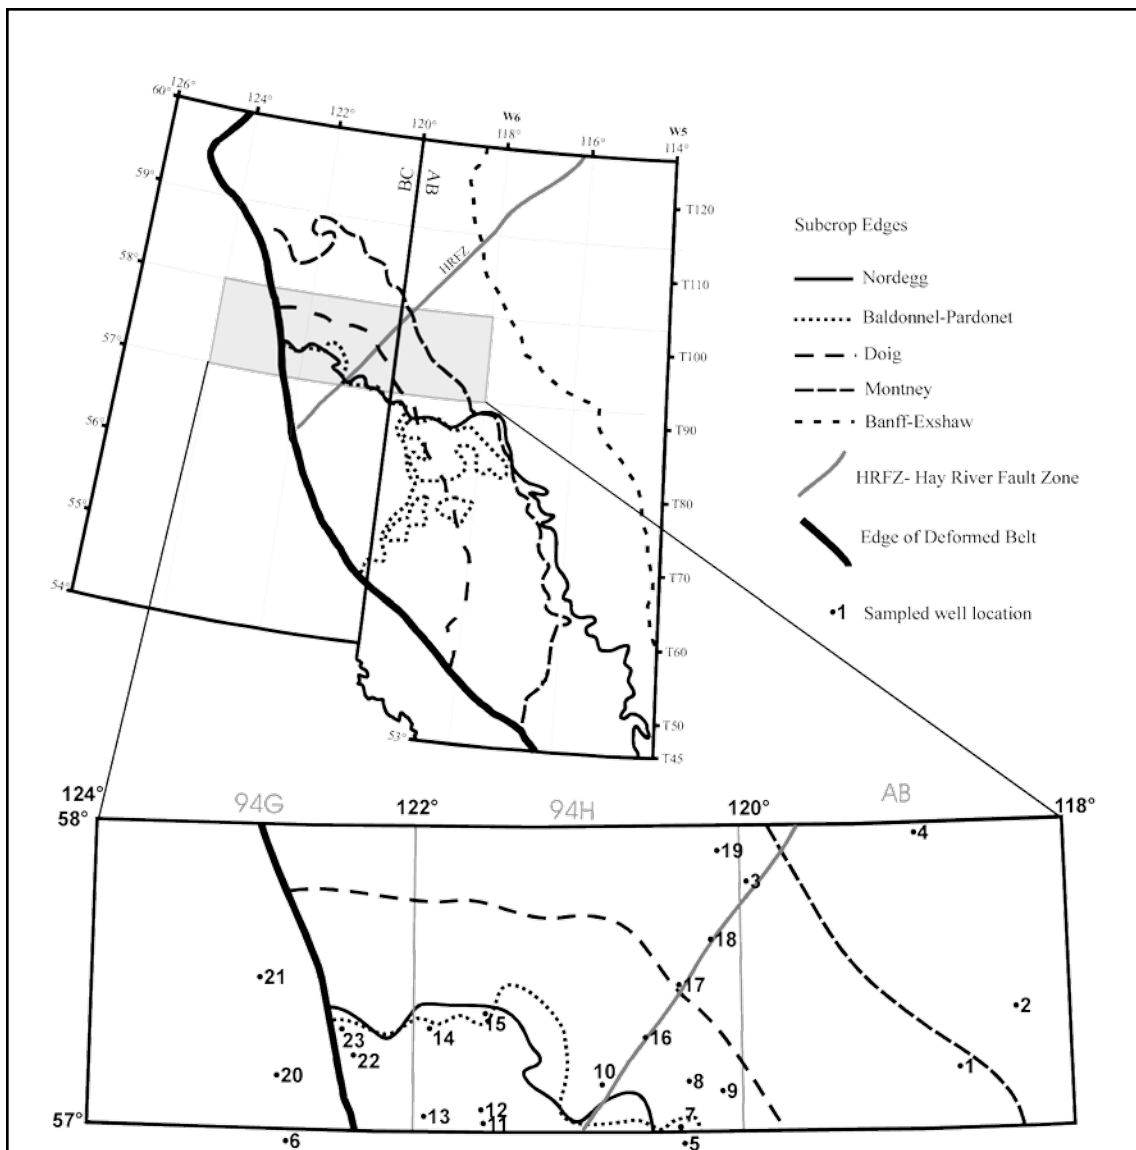 126° 124° 122° 120° W6 118° 116° W5 114°
60°
59°
58°
57°
56°
55°
54°
53°
BC AB
HRFZ
T120
T110
T100
T90
T80
T70
T60
T50
T45
Subcrop Edges
Nordegg
Baldonnel-Pardonet
Doig
Montney
Banff-Exshaw
HRFZ- Hay River Fault Zone
Edge of Deformed Belt
1 Sampled well location
124° 94G 122° 94H 120° AB 118°
58°
4
19
3
18
21
17
2
15
23 14 16
22
1
20
10 8 9
12
13 11 7
57°
6 5